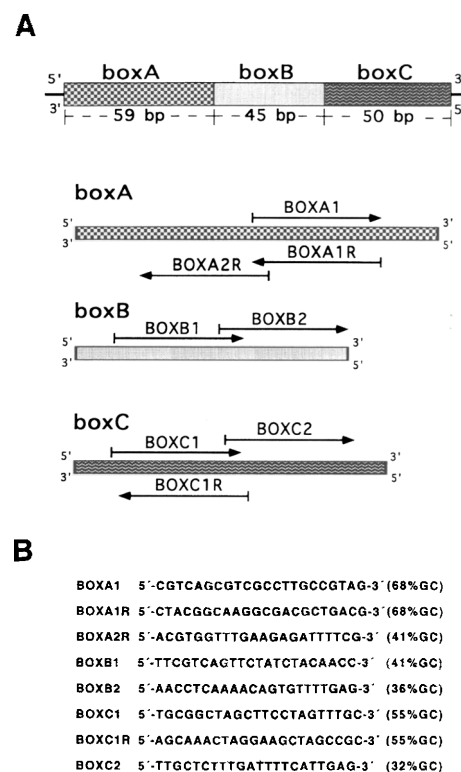 A
boxA boxB boxC
5' 3
3' 5
59 bp 45 bp 50 bp
boxA
BOXA1
5' 3'
3' 5'
BOXA1R
BOXA2R
boxB
BOXB1 BOXB2
5' 3'
3' 5'
boxC
BOXC1 BOXC2
5' 3'
3' 5'
BOXC1R
B
BOXA1 5´-CGTCAGCGTCGCCTTGCCGTAG-3´(68%GC)
BOXA1R 5´-CTACGGCAAGGCGACGCTGACG-3´(68%GC)
BOXA2R 5´-ACGTGGTTTGAAGAGATTTTCG-3´(41%GC)
BOXB1 5´-TTCGTCAGTTCTATCTACAACC-3´ (41%GC)
BOXB2 5´-AACCTCAAAACAGTGTTTTGAG-3´ (36%GC)
BOXC1 5´-TGCGGCTAGCTTCCTAGTTTGC-3´ (55%GC)
BOXC1R 5´-AGCAAACTAGGAAGCTAGCCGC-3´(55%GC)
BOXC2 5´-TTGCTCTTTGATTTTCATTGAG-3´ (32%GC)